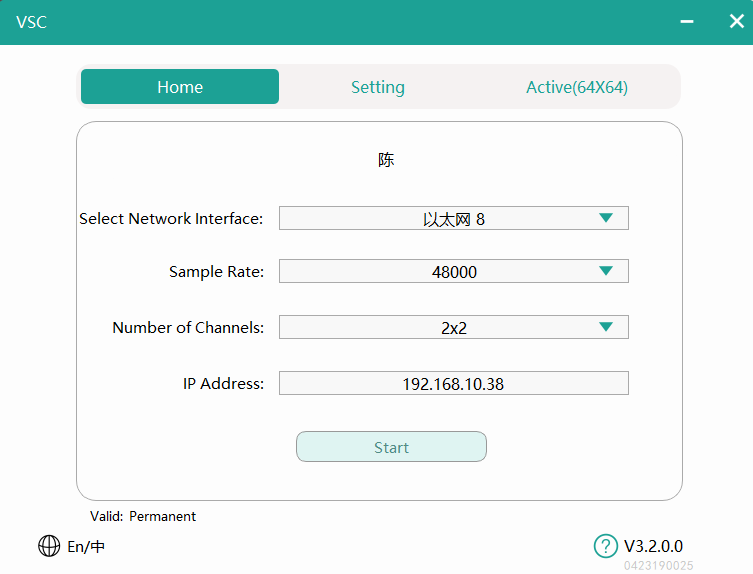 VSC
Home Setting Active(64X64)
陈
Select Network Interface: 以太网 8
Sample Rate: 48000
Number of Channels: 2x2
IP Address: 192.168.10.38
Start
Valid: Permanent
En/中 ? V3.2.0.0
0423190025